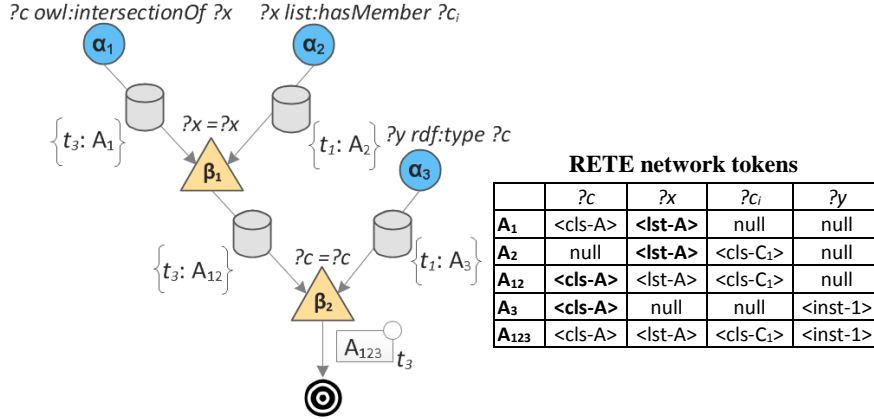 ?c owl:intersectionOf ?x
?x list:hasMember ?cᵢ
α₁
α₂
{t₃: A₁}
?x =?x
{t₁: A₂}
?y rdf:type ?c
β₁
α₃
{t₃: A₁₂}
?c =?c
{t₁: A₃}
β₂
A₁₂₃ t₃
RETE network tokens
?c ?x ?cᵢ ?y
A₁ <cls-A> <lst-A> null null
A₂ null <lst-A> <cls-C₁> null
A₁₂ <cls-A> <lst-A> <cls-C₁> null
A₃ <cls-A> null null <inst-1>
A₁₂₃ <cls-A> <lst-A> <cls-C₁> <inst-1>